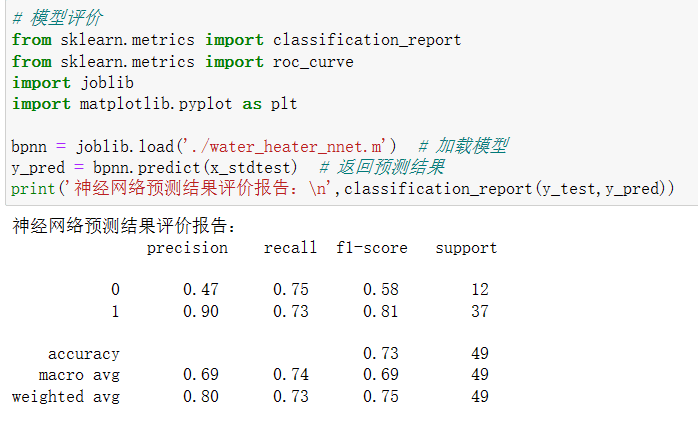 # 模型评价
from sklearn.metrics import classification_report
from sklearn.metrics import roc_curve
import joblib
import matplotlib.pyplot as plt
bpnn = joblib.load('./water_heater_nnet.m')  # 加载模型
y_pred = bpnn.predict(x_stdtest)  # 返回预测结果
print('神经网络预测结果评价报告：\n',classification_report(y_test,y_pred))
神经网络预测结果评价报告：
precision    recall  f1-score   support
0       0.47      0.75      0.58        12
1       0.90      0.73      0.81        37
accuracy                           0.73        49
macro avg       0.69      0.74      0.69        49
weighted avg       0.80      0.73      0.75        49